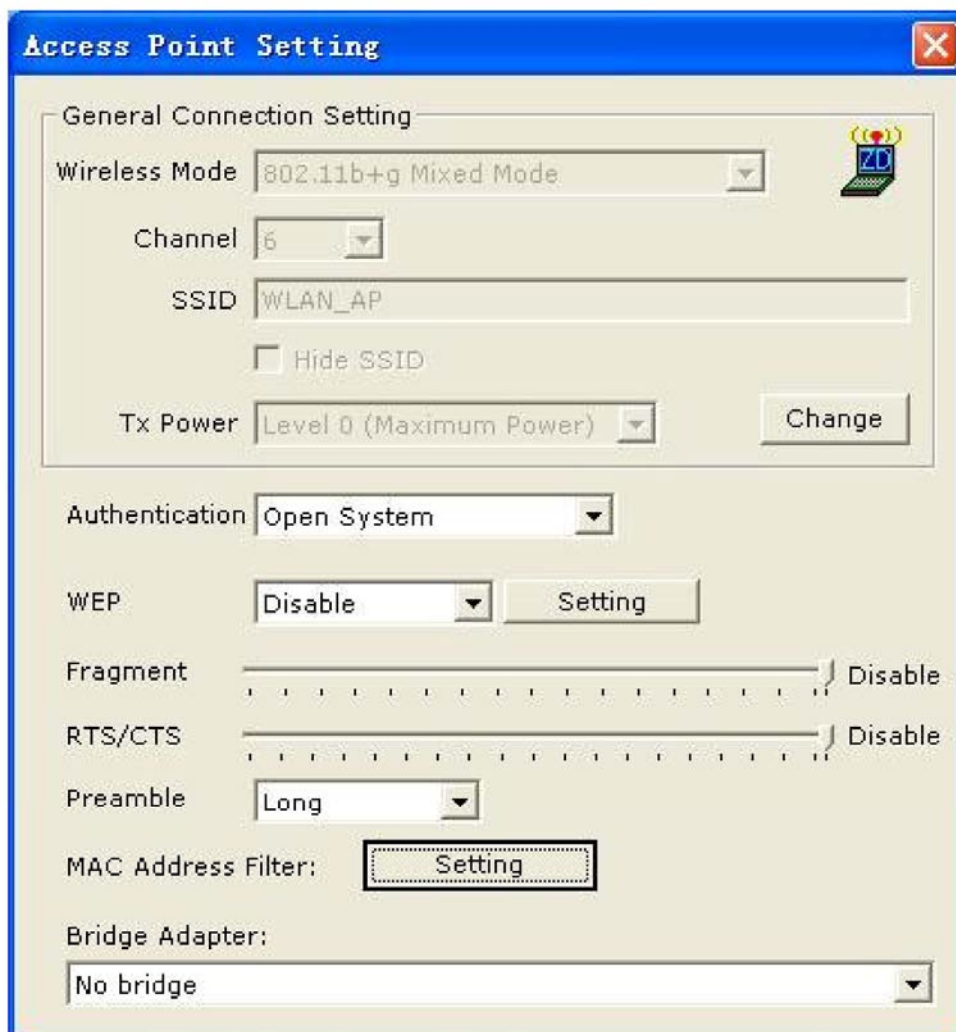 Access Point Setting
General Connection Setting
ZD
Wireless Mode 802.11b+g Mixed Mode
Channel 6
SSID WLAN_AP
Hide SSID
Tx Power Level 0 (Maximum Power) Change
Authentication Open System
WEP Disable Setting
Fragment Disable
RTS/CTS Disable
Preamble Long
MAC Address Filter: Setting
Bridge Adapter:
No bridge